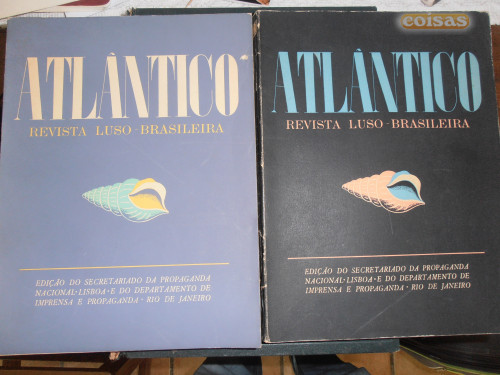 ATLÂNTICO
REVISTA LUSO-BRASILEIRA
EDIÇÃO DO SECRETARIADO DA PROPAGANDA
NACIONAL·LISBOA·E DO DEPARTAMENTO DE
IMPRENSA E PROPAGANDA · RIO DE JANEIRO
coisas
ATLÂNTICO
REVISTA LUSO-BRASILEIRA
EDIÇÃO DO SECRETARIADO DA PROPAGANDA
NACIONAL·LISBOA·E DO DEPARTAMENTO DE
IMPRENSA E PROPAGANDA · RIO DE JANEIRO